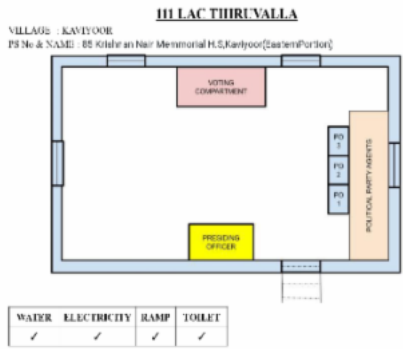 111 LAC THIRUVALLA
VILLAGE : KAVIYOOR
PS No & NAME : 85 Krishnan Nair Memmorial H.S,Kaviyoor(EasternPortion)
VOTING
COMPARTMENT
PO
3
PO
2
PO
1
POLITICAL PARTY AGENTS
PRESIDING
OFFICER
WATER ELECTRICITY RAMP TOILET
✓ ✓ ✓ ✓